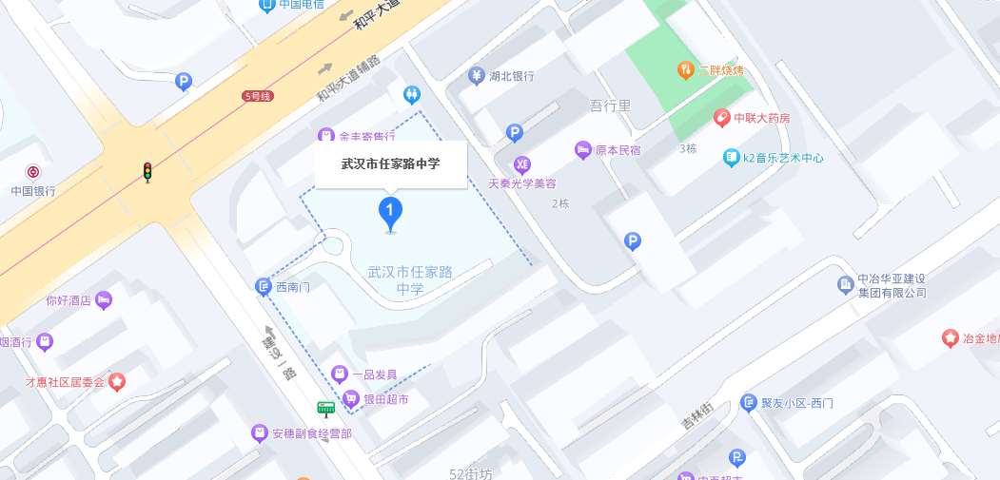 中国电信
和平大道
和平大道辅路
5号线
湖北银行
二胖烧烤
吾行里
金丰寄售行
中联大药房
原本民宿
3栋
武汉市任家路中学
k2音乐艺术中心
XE
天秦光学美容
中国银行
2栋
1
武汉市任家路
中学
西南门
中冶华亚建设
集团有限公司
你好酒店
烟酒行
冶金地
建设一路
一品发具
才惠社区居委会
银田超市
聚友小区-西门
吉林街
安穗副食经营部
52街坊
P
P
P
P